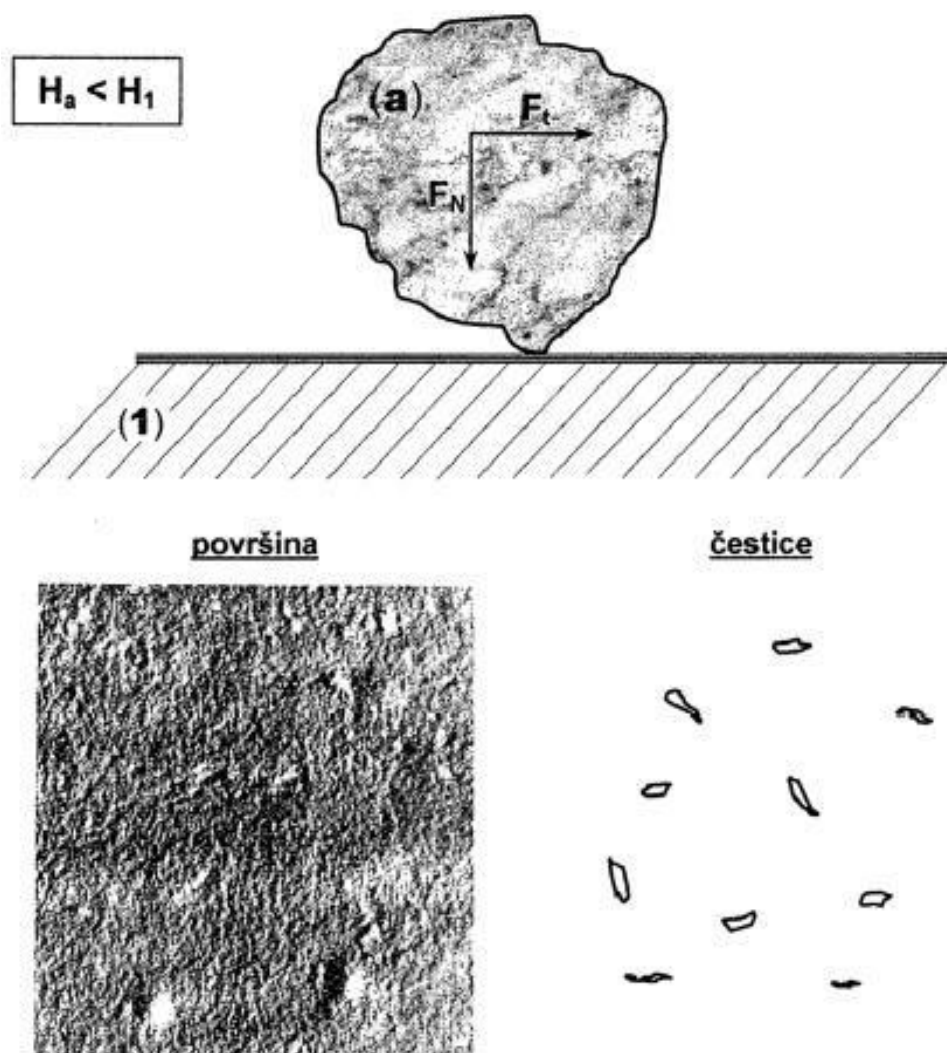 Hₐ < H₁
(a)
Fₜ
F_N
(1)
površina
čestice